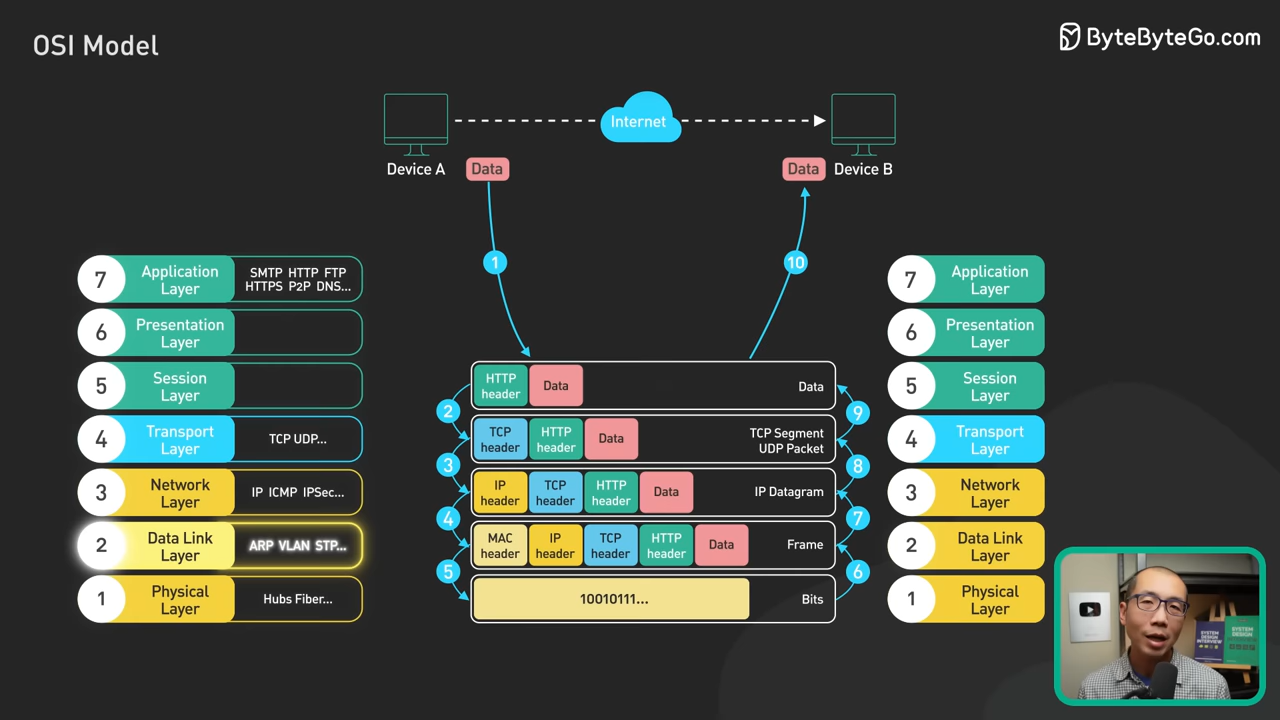 OSI Model
ByteByteGo.com
Internet
Device A
Data
Data
Device B
1
10
7
Application
Layer
SMTP HTTP FTP
HTTPS P2P DNS...
6
Presentation
Layer
5
Session
Layer
4
Transport
Layer
TCP UDP...
3
Network
Layer
IP ICMP IPSec...
2
Data Link
Layer
ARP VLAN STP...
1
Physical
Layer
Hubs Fiber...
HTTP
header
Data
Data
2
9
TCP
header
HTTP
header
Data
TCP Segment
UDP Packet
3
8
IP
header
TCP
header
HTTP
header
Data
IP Datagram
4
7
MAC
header
IP
header
TCP
header
HTTP
header
Data
Frame
5
6
10010111...
Bits
7
Application
Layer
6
Presentation
Layer
5
Session
Layer
4
Transport
Layer
3
Network
Layer
2
Data Link
Layer
1
Physical
Layer
SYSTEM
DESIGN
INTERVIEW
SYSTEM
DESIGN